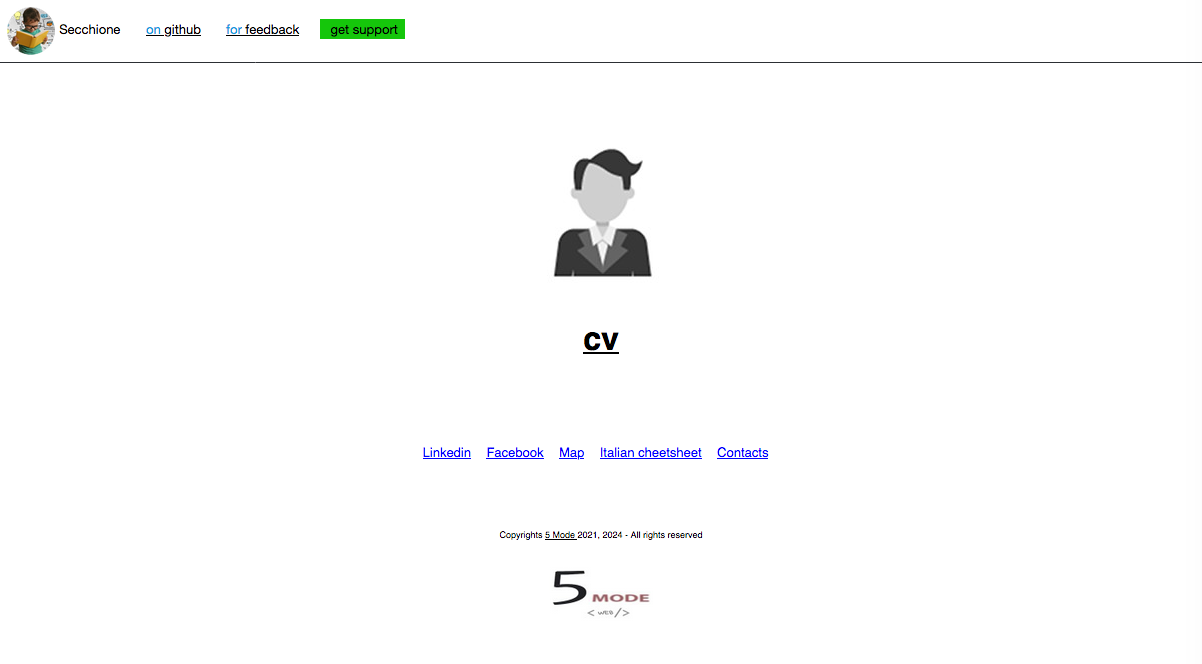 Secchione on github for feedback get support
cv
Linkedin Facebook Map Italian cheetsheet Contacts
Copyrights 5 Mode 2021, 2024 - All rights reserved
5 MODE
< WEB />